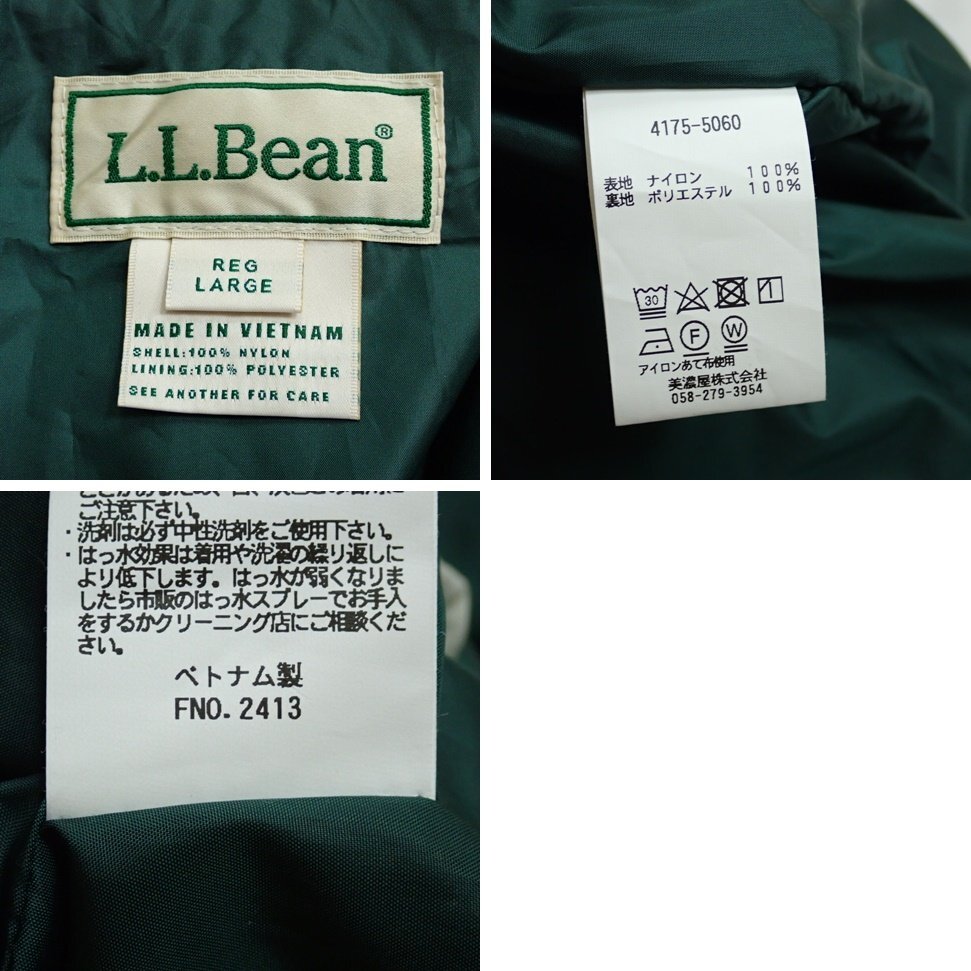 L.L.Bean®
REG
LARGE
MADE IN VIETNAM
SHELL:100% NYLON
LINING:100% POLYESTER
SEE ANOTHER FOR CARE
4175-5060
表地 ナイロン 100%
裏地 ポリエステル 100%
30
1
F W
アイロンあて布使用
美濃屋株式会社
058-279-3954
ご注意下さい。
・洗剤は必ず中性洗剤をご使用下さい。
・はっ水効果は着用や洗濯の繰り返しに
より低下します。はっ水が弱くなりま
したら市販のはっ水スプレーでお手入
をするかクリーニング店にご相談くだ
さい。
ベトナム製
FNO.2413